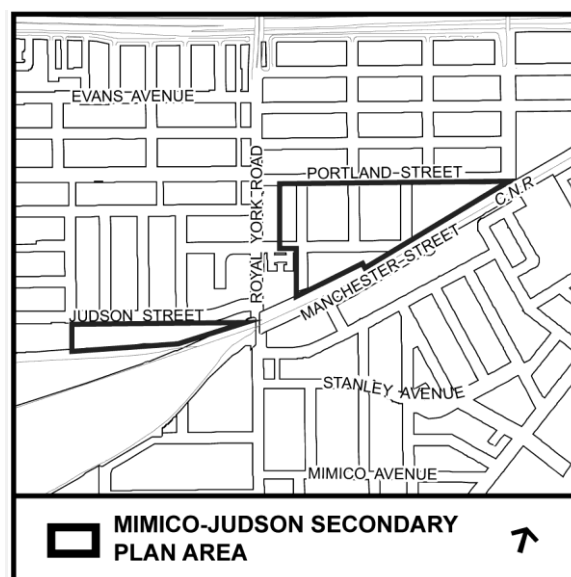 EVANS AVENUE
ROYAL YORK ROAD
PORTLAND STREET
C.N.R
MANCHESTER STREET
JUDSON STREET
STANLEY AVENUE
MIMICO AVENUE
MIMICO-JUDSON SECONDARY
PLAN AREA